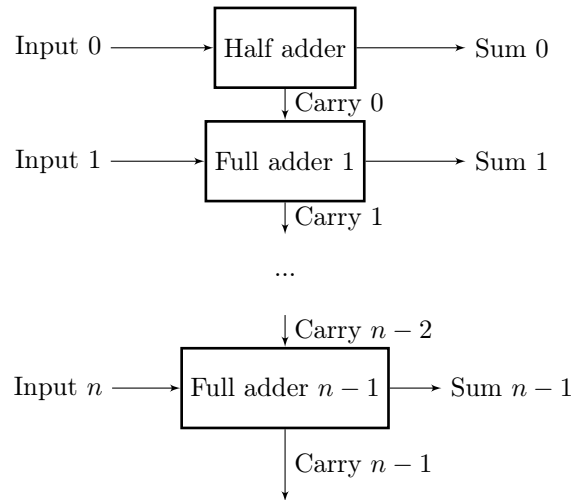 Input 0 Half adder Sum 0
Carry 0
Input 1 Full adder 1 Sum 1
Carry 1
...
Carry n − 2
Input n Full adder n − 1 Sum n − 1
Carry n − 1